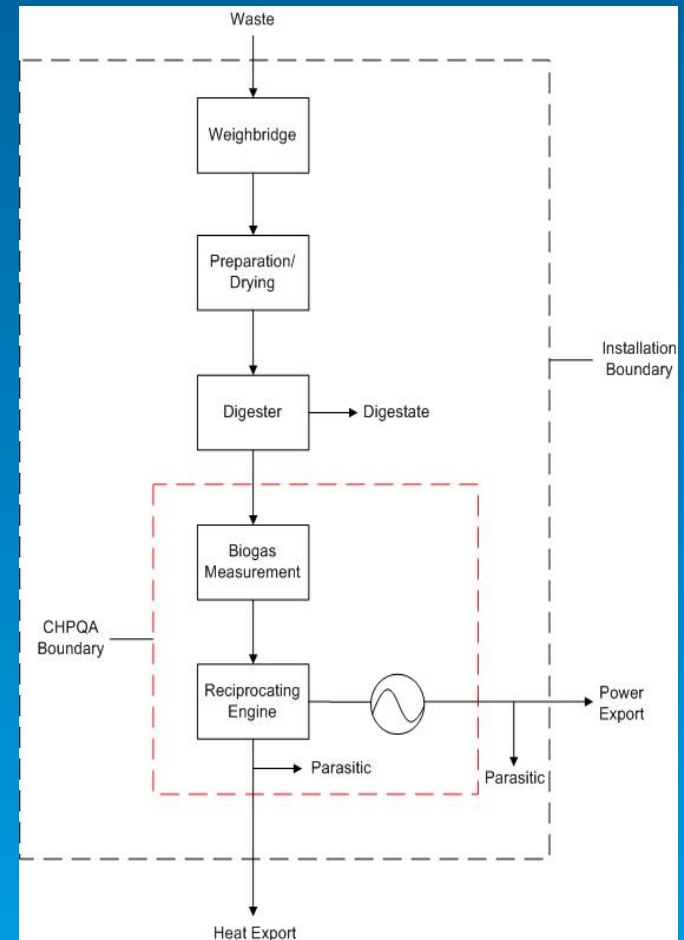 Waste
Weighbridge
Preparation/
Drying
Installation
Boundary
Digester
Digestate
Biogas
Measurement
CHPQA
Boundary
Reciprocating
Engine
Power
Export
Parasitic
Parasitic
Heat Export